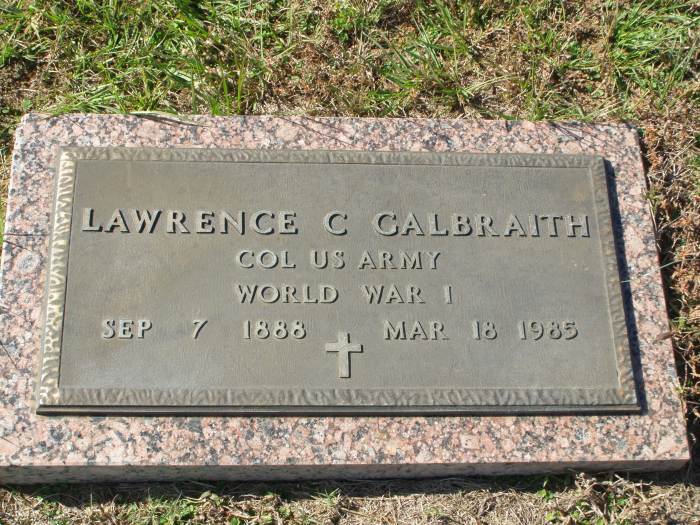 LAWRENCE C GALBRAITH
COL US ARMY
WORLD WAR I
SEP 7 1888 MAR 18 1985